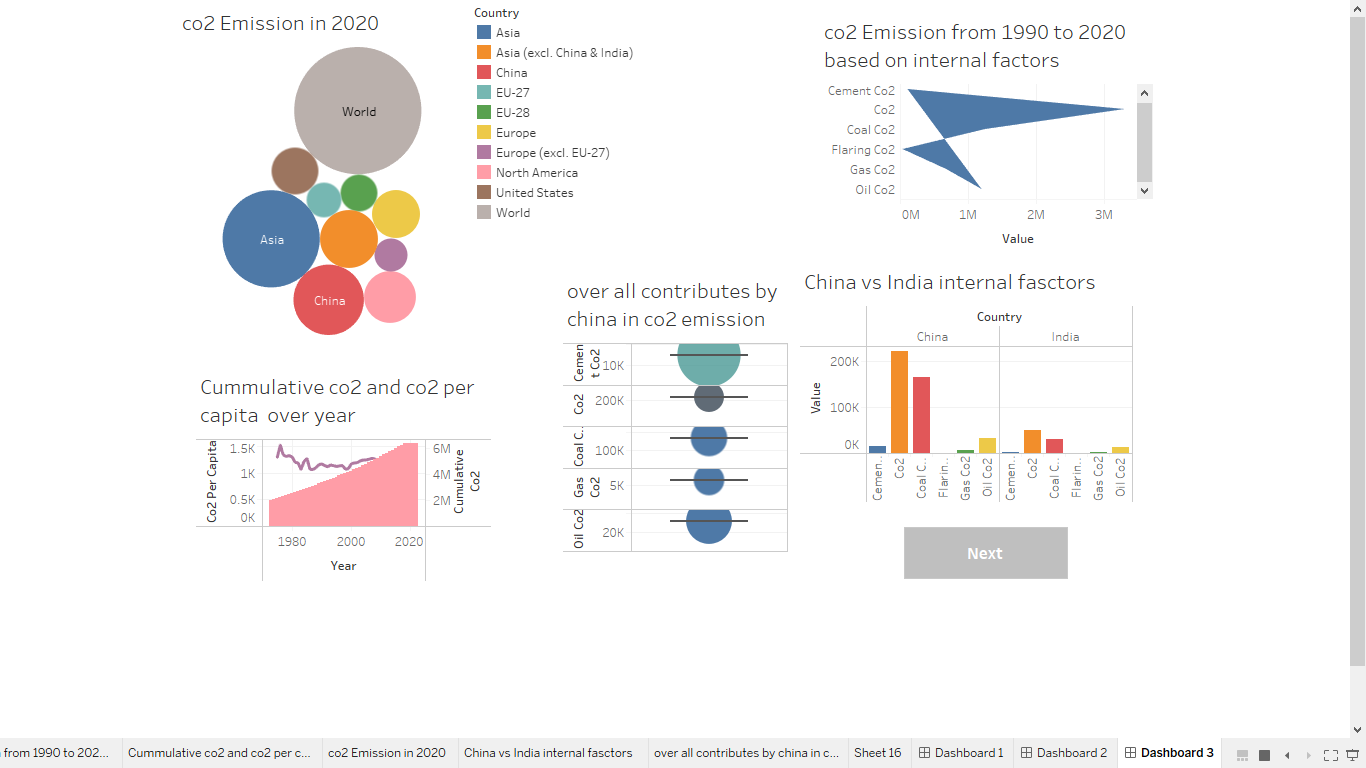 co2 Emission in 2020
World
Asia
China
Country
Asia
Asia (excl. China & India)
China
EU-27
EU-28
Europe
Europe (excl. EU-27)
North America
United States
World
co2 Emission from 1990 to 2020
based on internal factors
Cement Co2
Co2
Coal Co2
Flaring Co2
Gas Co2
Oil Co2
0M 1M 2M 3M
Value
Cummulative co2 and co2 per
capita over year
Co2 Per Capita
1.5K
1K
0.5K
0K
6M
4M
2M
Cumulative
Co2
1980 2000 2020
Year
over all contributes by
china in co2 emission
Cemen
t Co2
10K
Co2
200K
Coal C..
100K
Gas
Co2
5K
Oil Co2
20K
China vs India internal fasctors
Country
China India
Value
200K
100K
0K
Cemen..
Co2
Coal C..
Flarin..
Gas Co2
Oil Co2
Cemen..
Co2
Coal C..
Flarin..
Gas Co2
Oil Co2
Next
from 1990 to 202... Cummulative co2 and co2 per c... co2 Emission in 2020 China vs India internal fasctors over all contributes by china in c... Sheet 16 Dashboard 1 Dashboard 2 Dashboard 3